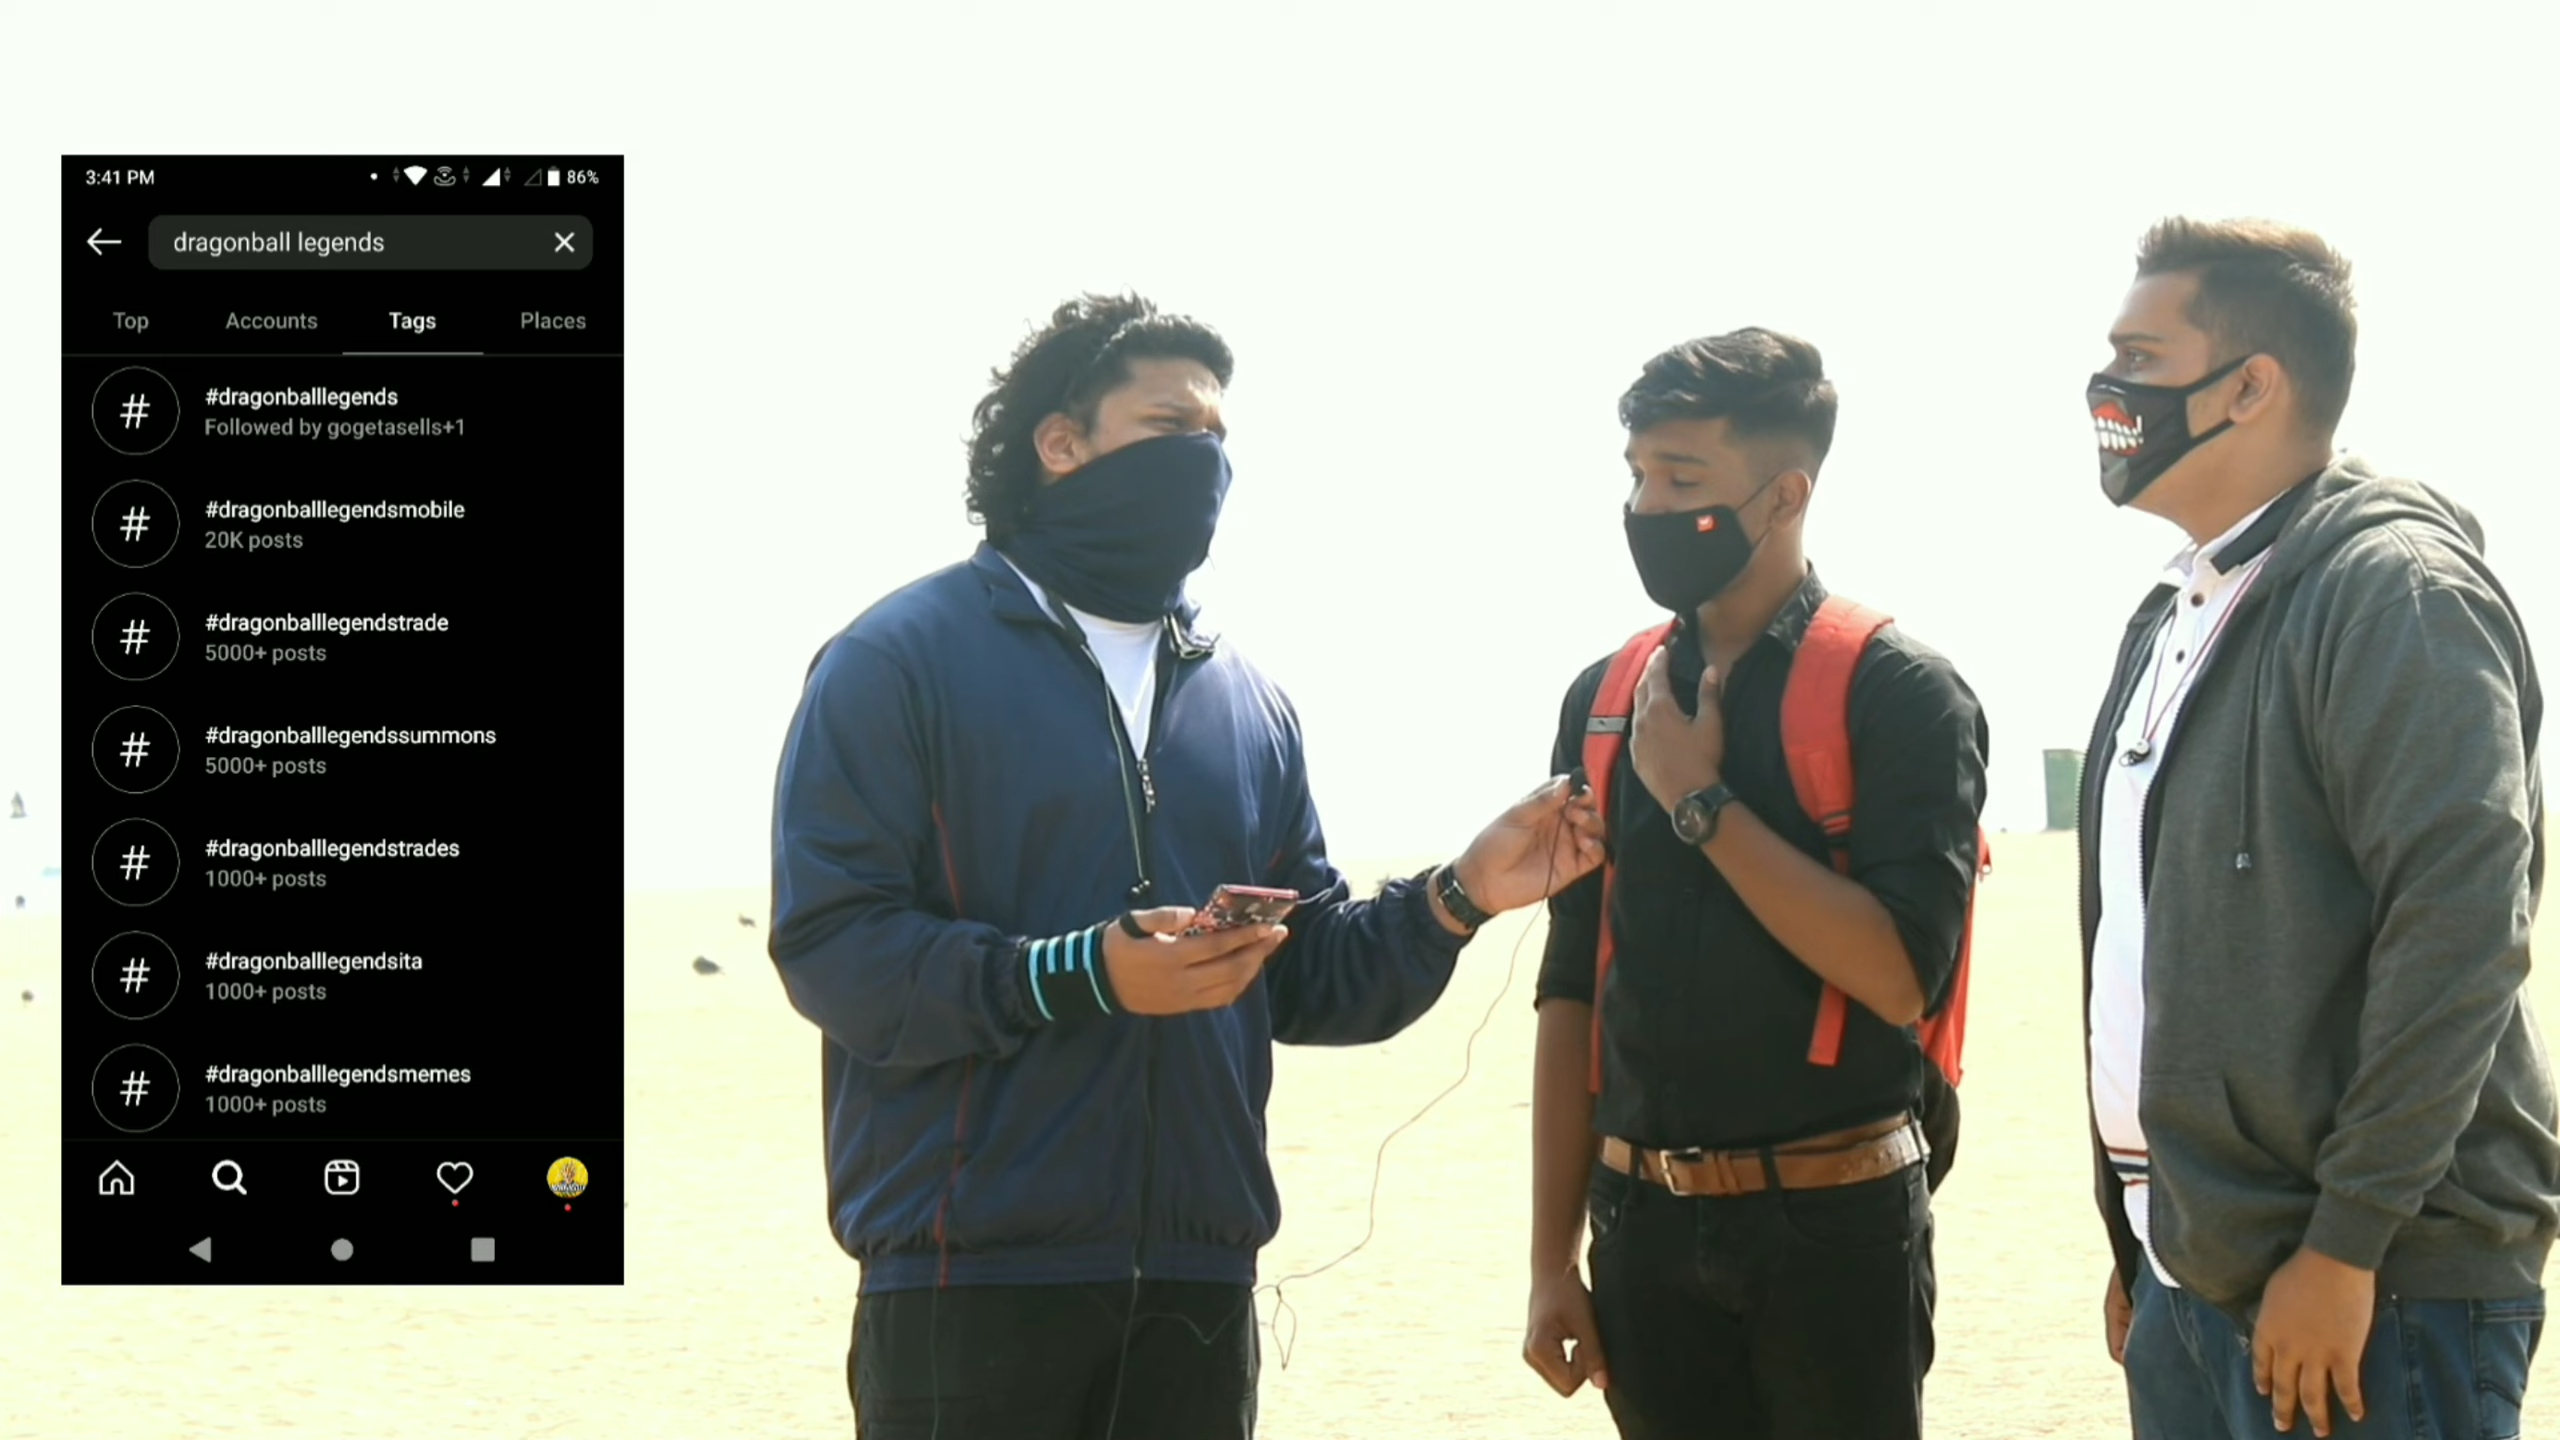 3:41 PM 86%
dragonball legends
Top Accounts Tags Places
#dragonballlegends
Followed by gogetasells+1
#dragonballlegendsmobile
20K posts
#dragonballlegendstrade
5000+ posts
#dragonballlegendssummons
5000+ posts
#dragonballlegendstrades
1000+ posts
#dragonballlegendsita
1000+ posts
#dragonballlegendsmemes
1000+ posts